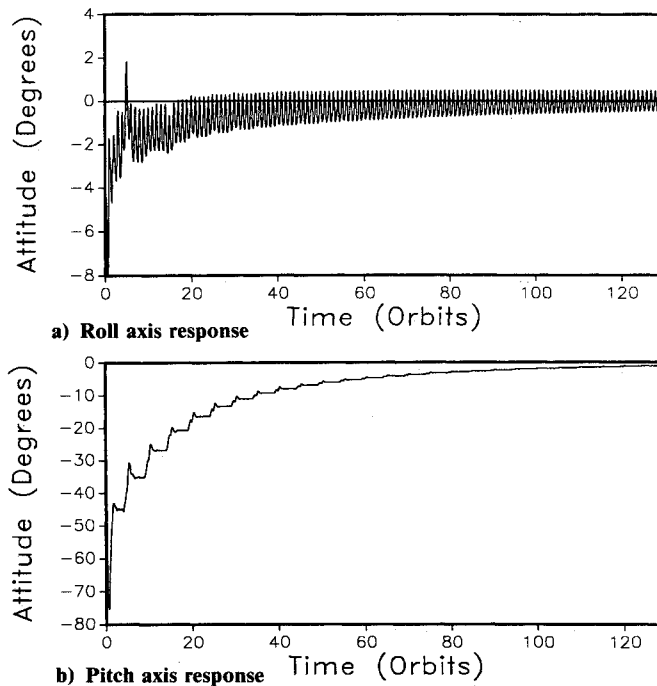 4
2
0
−2
−4
−6
−8
Attitude (Degrees)
0 20 40 60 80 100 120
Time (Orbits)
a) Roll axis response
0
−10
−20
−30
−40
−50
−60
−70
−80
Attitude (Degrees)
0 20 40 60 80 100 120
Time (Orbits)
b) Pitch axis response